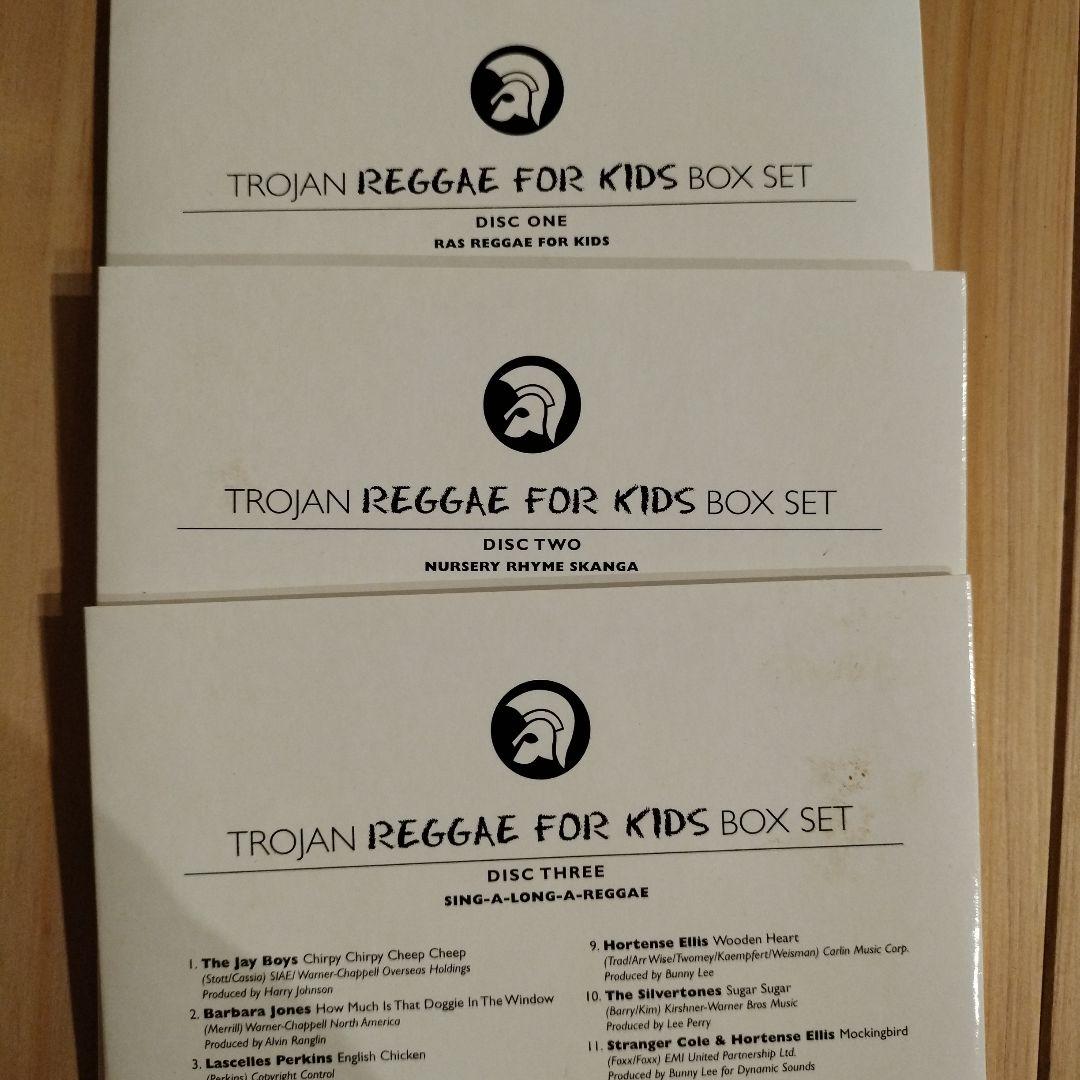 TROJAN REGGAE FOR KIDS BOX SET
DISC ONE
RAS REGGAE FOR KIDS
TROJAN REGGAE FOR KIDS BOX SET
DISC TWO
NURSERY RHYME SKANGA
TROJAN REGGAE FOR KIDS BOX SET
DISC THREE
SING-A-LONG-A-REGGAE
1. The Jay Boys Chirpy Chirpy Cheep Cheep
(Stott/Cassia) SIAE/ Warner-Chappell Overseas Holdings
Produced by Harry Johnson
2. Barbara Jones How Much Is That Doggie In The Window
(Merrill) Warner-Chappell North America
Produced by Alvin Ranglin
3. Lascelles Perkins English Chicken
(Perkins) Copyright Control
9. Hortense Ellis Wooden Heart
(Trad/Arr Wise/Twomey/Kaempfert/Weisman) Carlin Music Corp.
Produced by Bunny Lee
10. The Silvertones Sugar Sugar
(Barry/Kim) Kirshner-Warner Bros Music
Produced by Lee Perry
11. Stranger Cole & Hortense Ellis Mockingbird
(Foxx/Foxx) EMI United Partnership Ltd.
Produced by Bunny Lee for Dynamic Sounds